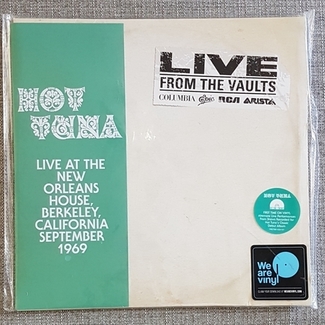 HOT
TUNA
LIVE AT THE
NEW
ORLEANS
HOUSE,
BERKELEY,
CALIFORNIA
SEPTEMBER
1969
LIVE
FROM THE VAULTS
COLUMBIA Epic RCA ARISTA
HOT TUNA
We
are
vinyl